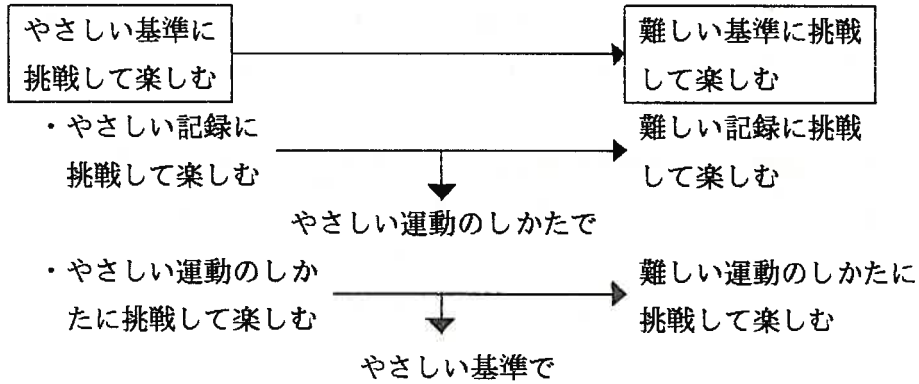 やさしい基準に
挑戦して楽しむ
難しい基準に挑戦
して楽しむ
・やさしい記録に
挑戦して楽しむ
難しい記録に挑戦
して楽しむ
やさしい運動のしかたで
・やさしい運動のしか
たに挑戦して楽しむ
難しい運動のしかたに
挑戦して楽しむ
やさしい基準で